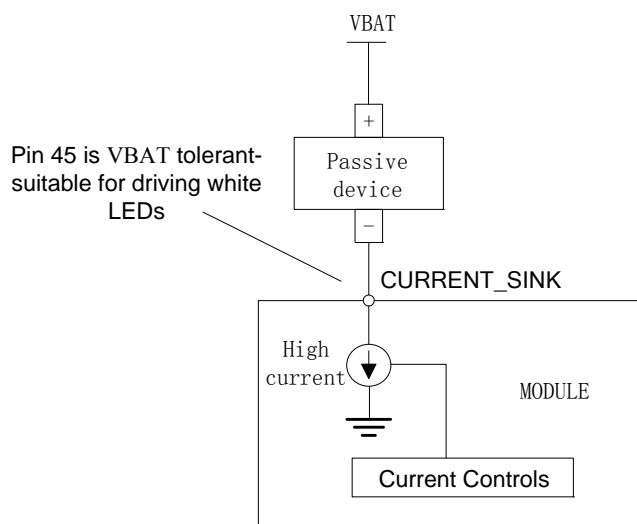 VBAT
+
Passive
device
−
Pin 45 is VBAT tolerant-
suitable for driving white
LEDs
CURRENT_SINK
High
current
MODULE
Current Controls